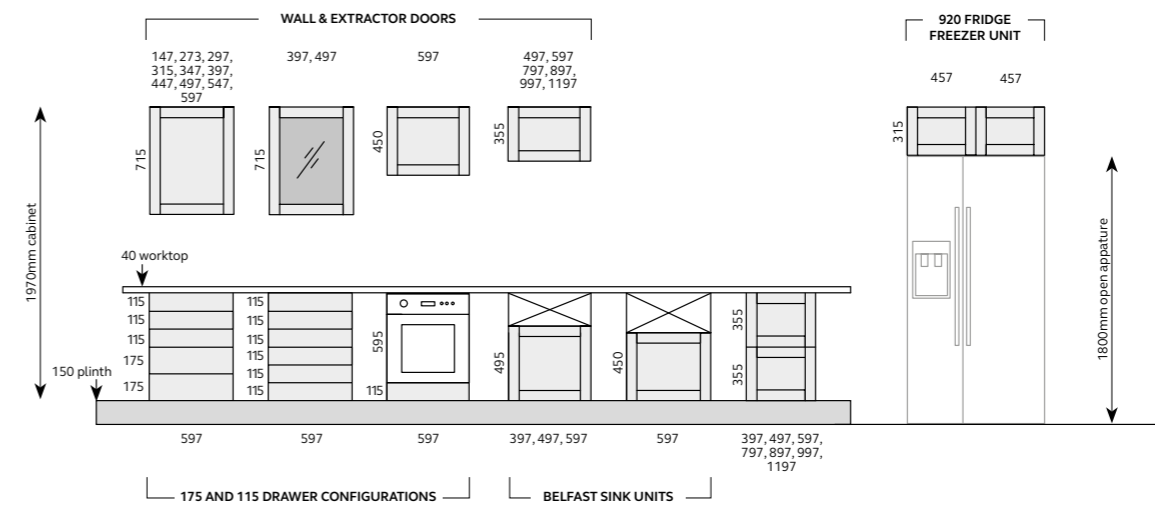 WALL & EXTRACTOR DOORS
920 FRIDGE
FREEZER UNIT
147, 273, 297,
315, 347, 397,
447, 497, 547,
597
397, 497
597
497, 597
797, 897,
997, 1197
457
457
715
715
450
355
315
1970mm cabinet
1800mm open appature
40 worktop
150 plinth
115
115
115
175
175
115
115
115
115
115
115
595
115
495
450
355
355
597
597
597
397, 497, 597
597
397, 497, 597,
797, 897, 997,
1197
175 AND 115 DRAWER CONFIGURATIONS
BELFAST SINK UNITS